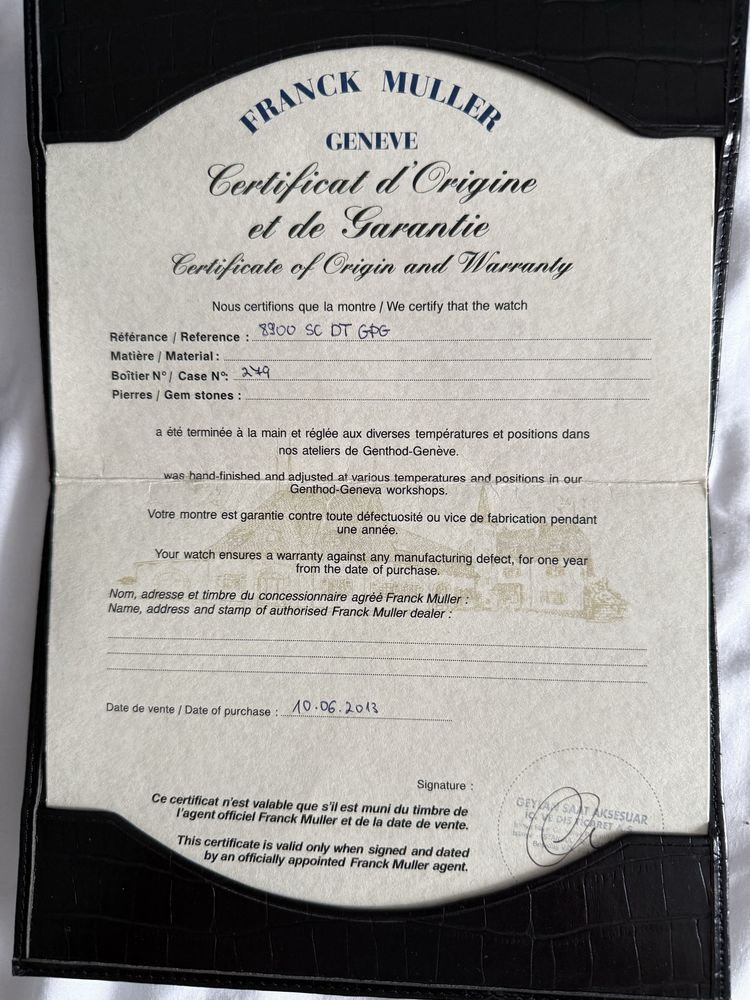 FRANCK MULLER
GENEVE
Certificat d'Origine
et de Garantie
Certificate of Origin and Warranty
Nous certifions que la montre / We certify that the watch
Référance / Reference : 8900 SC DT GPG
Matière / Material :
Boîtier N° / Case N°: 279
Pierres / Gem stones :
a été terminée à la main et réglée aux diverses températures et positions dans
nos ateliers de Genthod-Genève.
was hand-finished and adjusted at various temperatures and positions in our
Genthod-Geneva workshops.
Votre montre est garantie contre toute défectuosité ou vice de fabrication pendant
une année.
Your watch ensures a warranty against any manufacturing defect, for one year
from the date of purchase.
Nom, adresse et timbre du concessionnaire agréé Franck Muller :
Name, address and stamp of authorised Franck Muller dealer :
Date de vente / Date of purchase : 10.06.2013
Signature :
Ce certificat n'est valable que s'il est muni du timbre de
l'agent officiel Franck Muller et de la date de vente.
This certificate is valid only when signed and dated
by an officially appointed Franck Muller agent.
GEYLAN SAAT AKSESUAR
İÇ VE DIŞ TİCARET A.Ş.